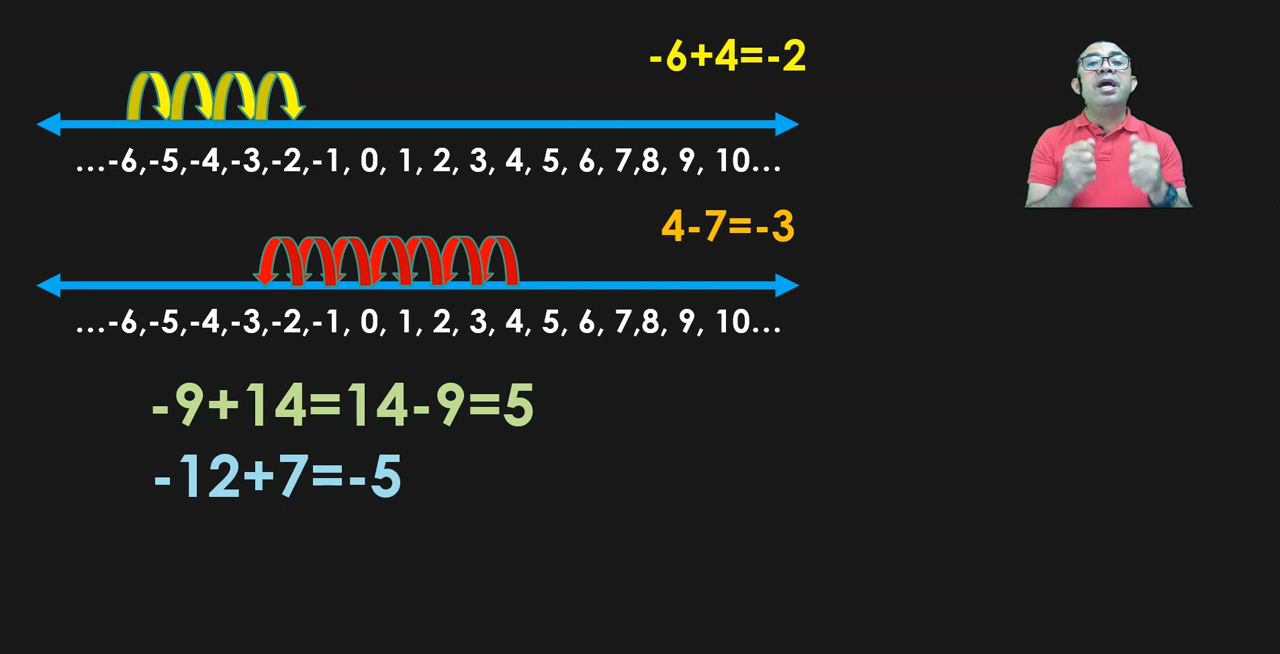 -6+4=-2
...-6,-5,-4,-3,-2,-1, 0, 1, 2, 3, 4, 5, 6, 7,8, 9, 10...
4-7=-3
...-6,-5,-4,-3,-2,-1, 0, 1, 2, 3, 4, 5, 6, 7,8, 9, 10...
-9+14=14-9=5
-12+7=-5